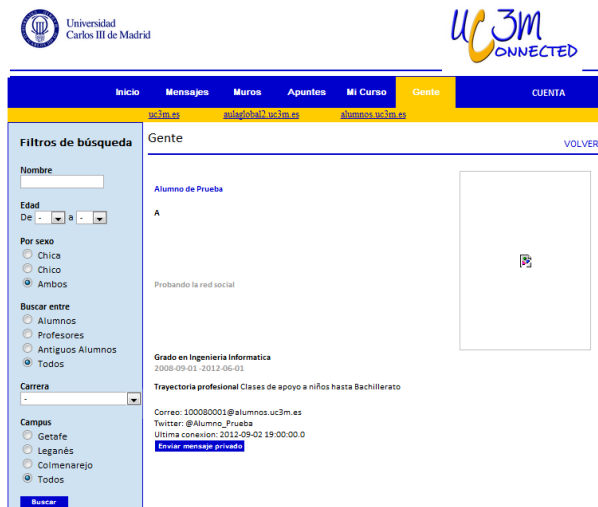 Universidad
Carlos III de Madrid
UC3M
CONNECTED
Inicio Mensajes Muros Apuntes Mi Curso Gente CUENTA
uc3m.es aulaglobal2.uc3m.es alumnos.uc3m.es
Filtros de búsqueda
Nombre
Edad
De - a -
Por sexo
Chica
Chico
Ambos
Buscar entre
Alumnos
Profesores
Antiguos Alumnos
Todos
Carrera
-
Campus
Getafe
Leganés
Colmenarejo
Todos
Buscar
Gente
VOLVER
Alumno de Prueba
A
Probando la red social
Grado en Ingenieria Informatica
2008-09-01 -2012-06-01
Trayectoria profesional Clases de apoyo a niños hasta Bachillerato
Correo: 100080001@alumnos.uc3m.es
Twitter: @Alumno_Prueba
Ultima conexion: 2012-09-02 19:00:00.0
Enviar mensaje privado